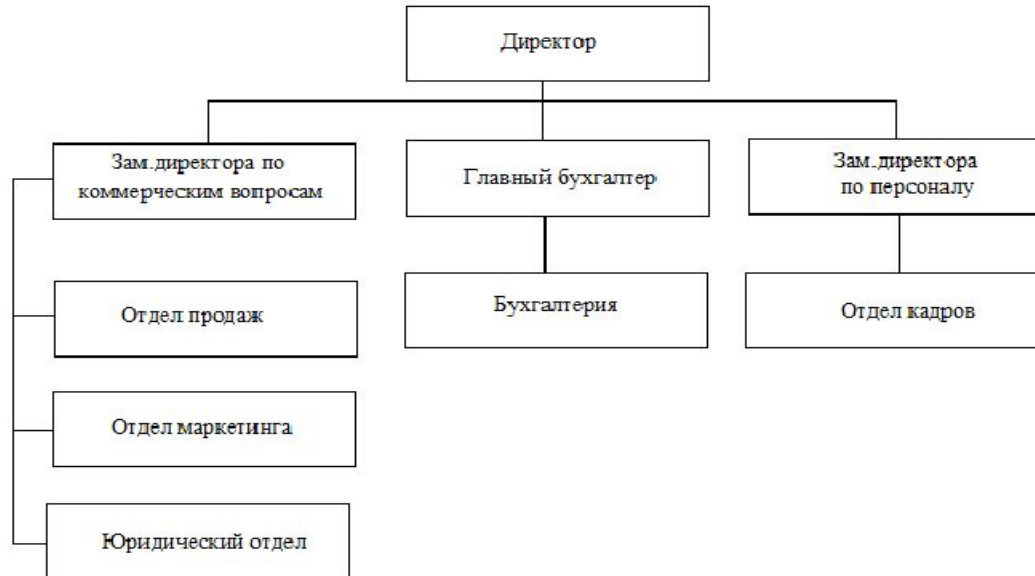 Директор
Зам.директора по
коммерческим вопросам
Главный бухгалтер
Зам.директора
по персоналу
Отдел продаж
Бухгалтерия
Отдел кадров
Отдел маркетинга
Юридический отдел